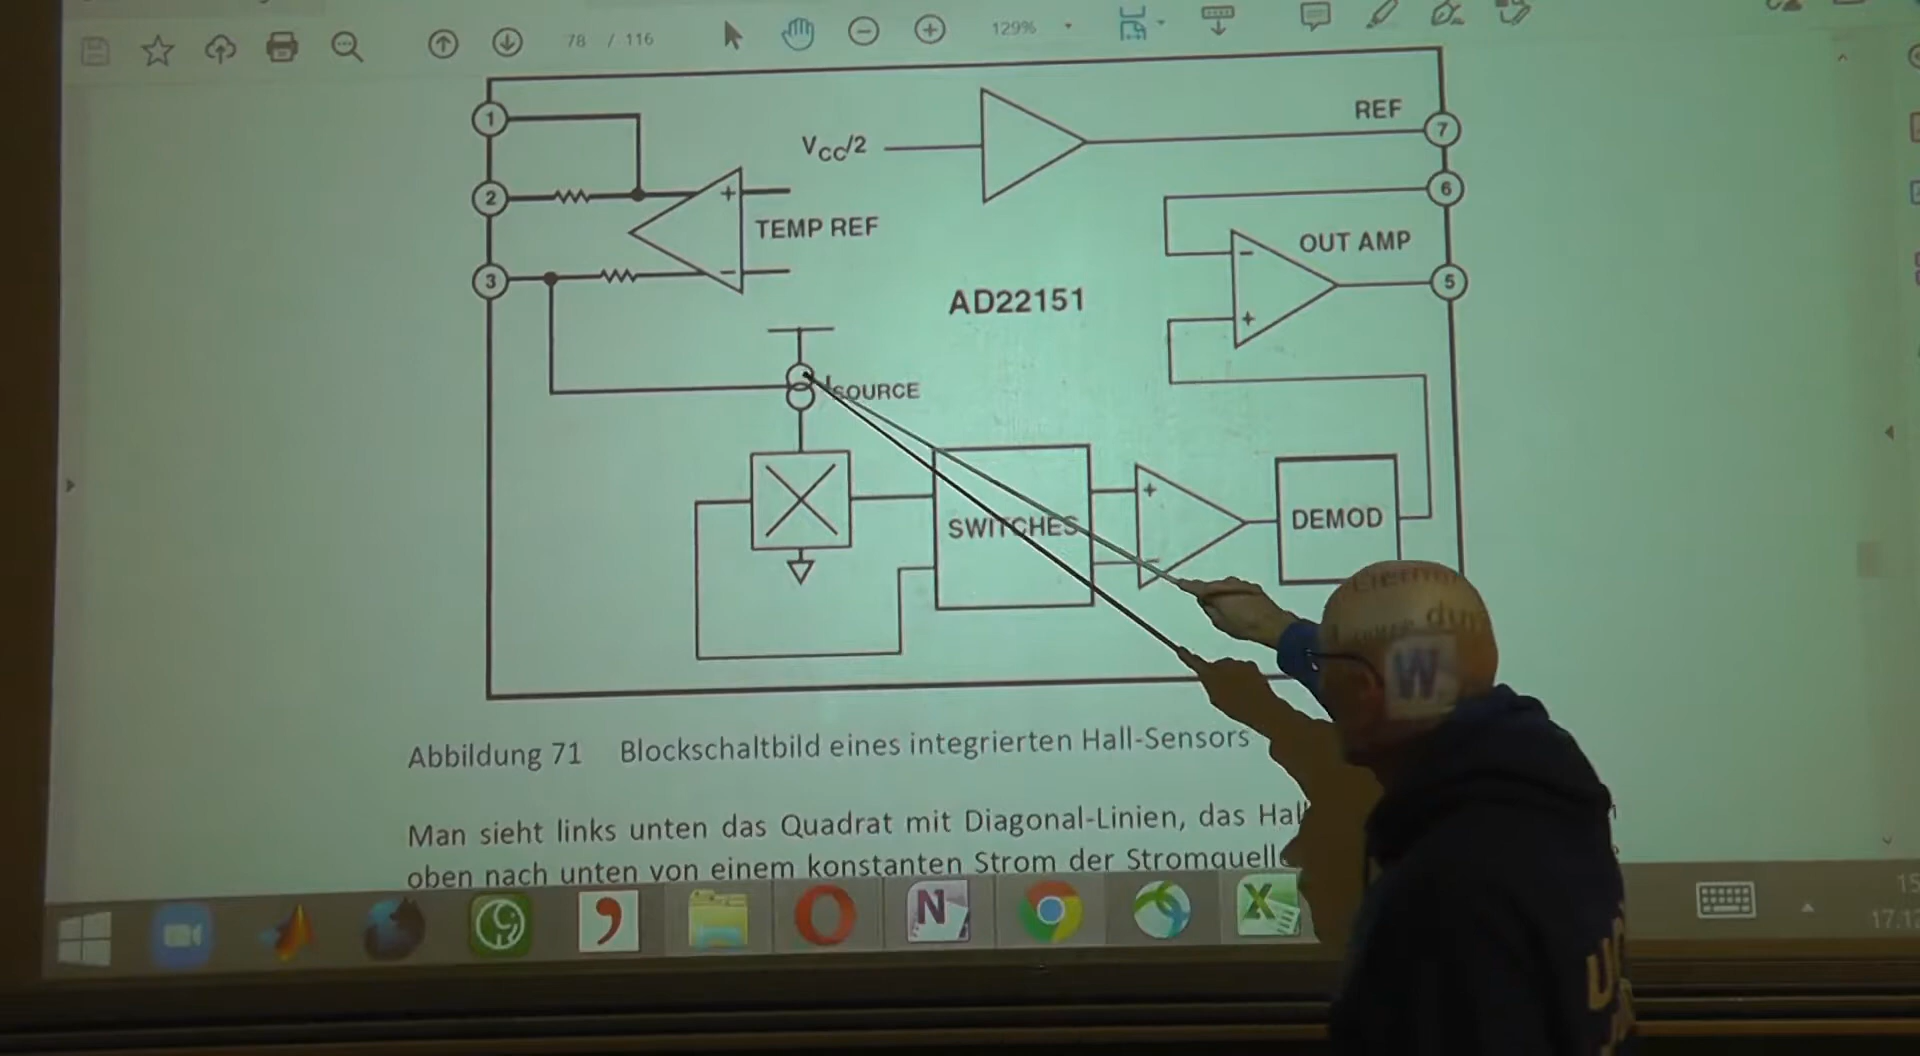 78 / 116
129%
1
2
3
VCC/2
REF
7
6
5
+
TEMP REF
−
OUT AMP
−
+
AD22151
ISOURCE
SWITCHES
+
−
DEMOD
Abbildung 71 Blockschaltbild eines integrierten Hall-Sensors
Man sieht links unten das Quadrat mit Diagonal-Linien, das
oben nach unten von einem konstanten Strom der
W
N
X